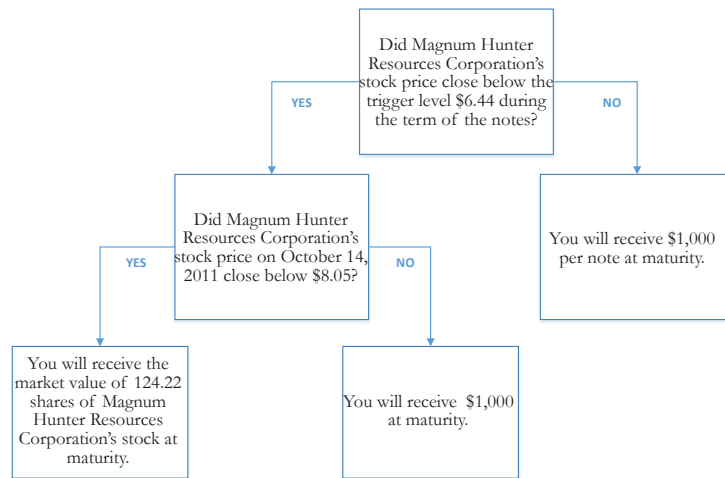 Did Magnum Hunter
Resources Corporation's
stock price close below the
trigger level $6.44 during
the term of the notes?
YES
NO
Did Magnum Hunter
Resources Corporation's
stock price on October 14,
2011 close below $8.05?
You will receive $1,000
per note at maturity.
YES
NO
You will receive the
market value of 124.22
shares of Magnum
Hunter Resources
Corporation's stock at
maturity.
You will receive $1,000
at maturity.